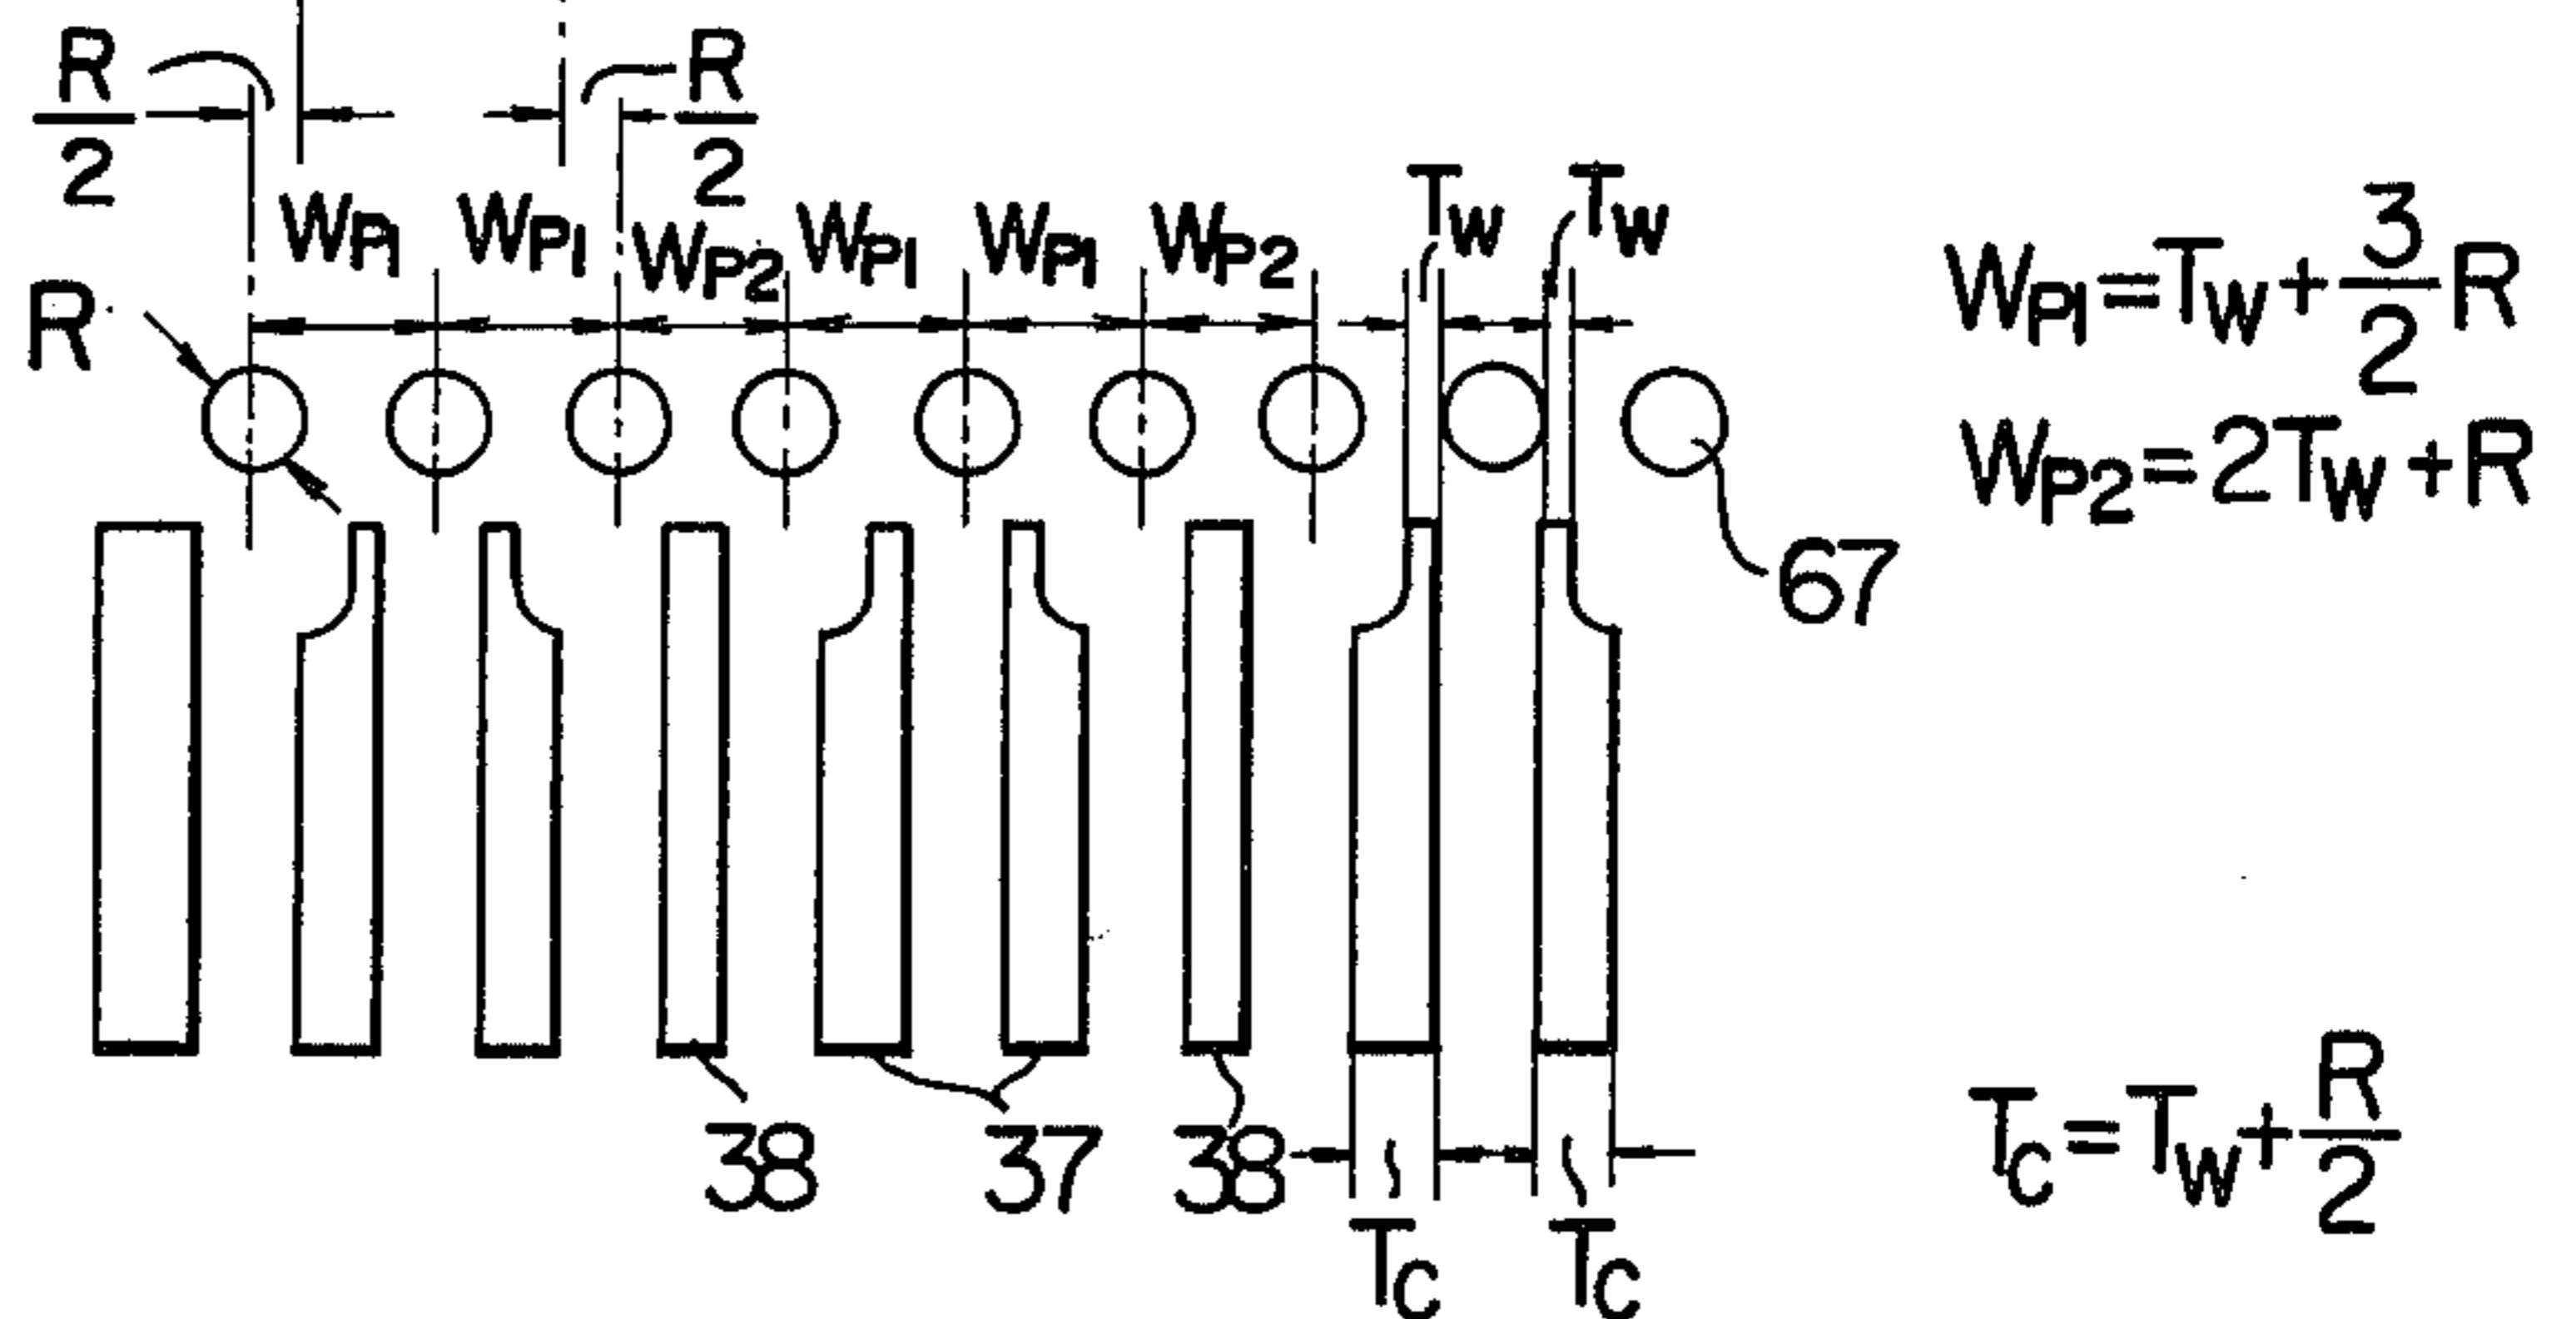 R/2 R/2
WP1 WP1 WP2 WP1 WP1 WP2 TW TW
R
WP1=TW+3/2R
WP2=2TW+R
67
38 37 38
TC TC
TC=TW+R/2